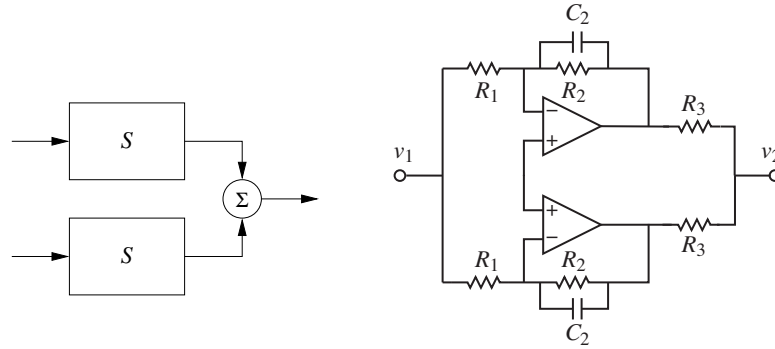 S
S
Σ
C₂
R₁
R₂
R₃
−
+
v₁
v₂
+
−
R₁
R₂
R₃
C₂